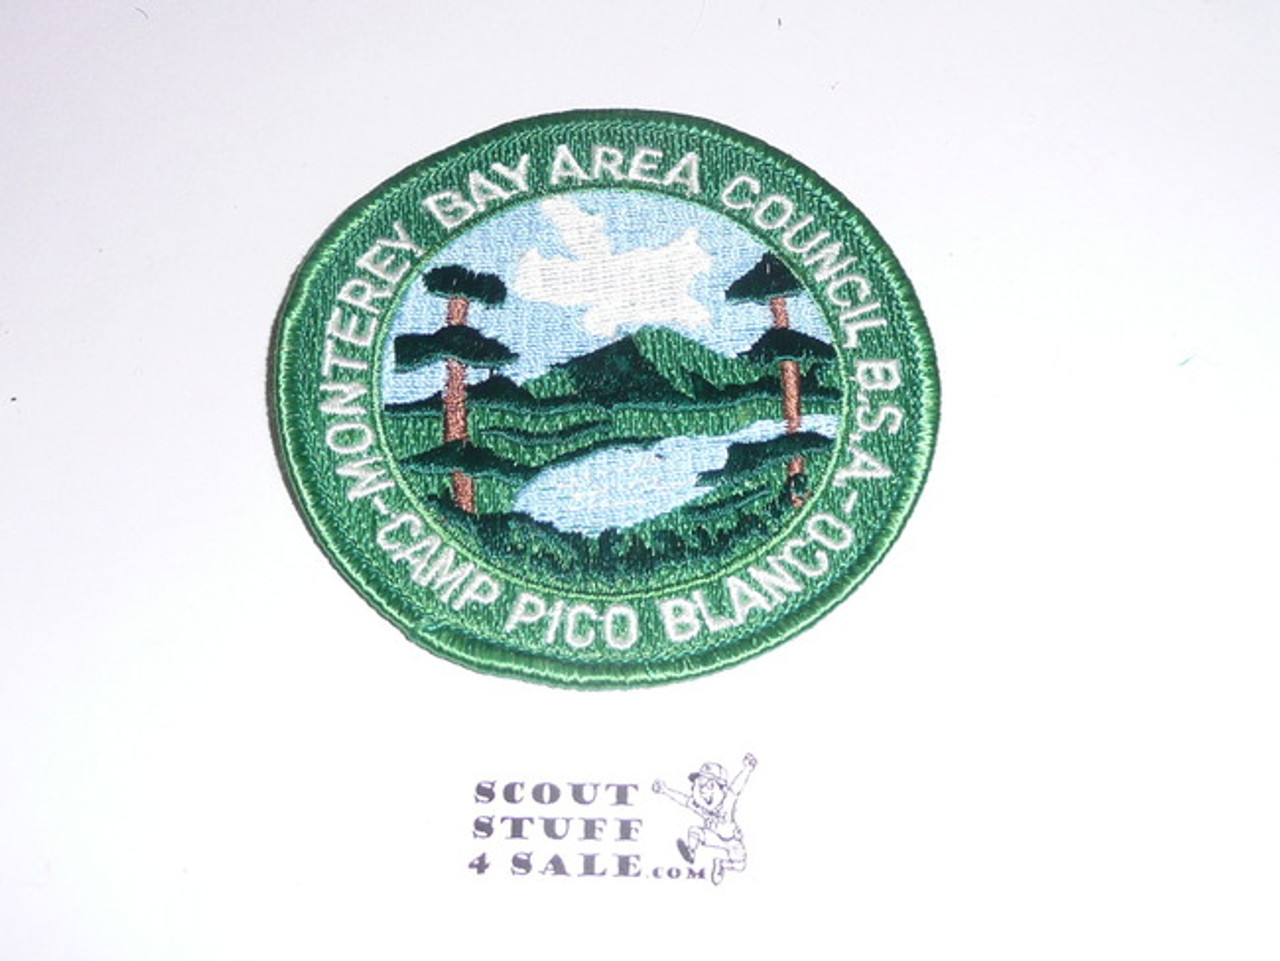 MONTEREY BAY AREA COUNCIL B.S.A.
-CAMP PICO BLANCO-
SCOUT
STUFF
4 SALE.COM